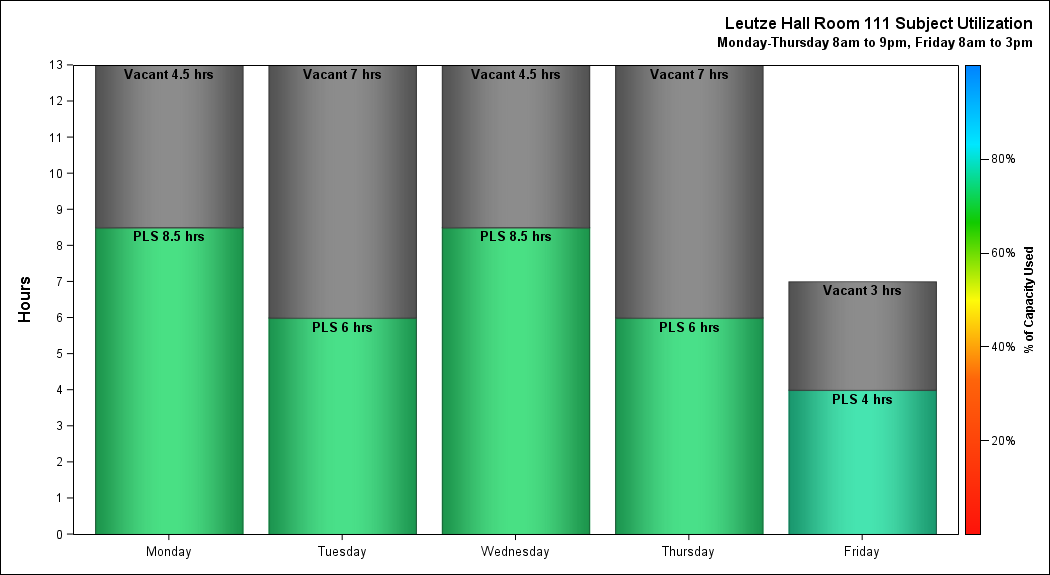 Leutze Hall Room 111 Subject Utilization
Monday-Thursday 8am to 9pm, Friday 8am to 3pm
13
12
11
10
9
8
7
6
5
4
3
2
1
0
Hours
Vacant 4.5 hrs
PLS 8.5 hrs
Vacant 7 hrs
PLS 6 hrs
Vacant 4.5 hrs
PLS 8.5 hrs
Vacant 7 hrs
PLS 6 hrs
Vacant 3 hrs
PLS 4 hrs
Monday
Tuesday
Wednesday
Thursday
Friday
80%
60%
40%
20%
% of Capacity Used